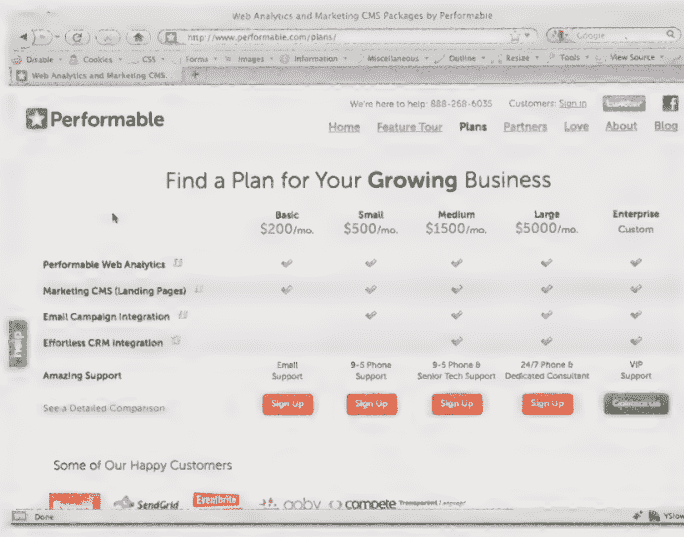 Web Analytics and Marketing CMS Packages by Performable
http://www.performable.com/plans/
Google
Disable Cookies CSS Forms Images Information Miscellaneous Outline Resize Tools View Source
Web Analytics and Marketing CMS
We're here to help: 888-268-6035 Customers: Sign in twitter f
Performable
Home Feature Tour Plans Partners Love About Blog
Find a Plan for Your Growing Business
Basic Small Medium Large Enterprise
$200/mo. $500/mo. $1500/mo. $5000/mo. Custom
Performable Web Analytics
Marketing CMS (Landing Pages)
Email Campaign Integration
Effortless CRM Integration
Help
Amazing Support
Email Support
9-5 Phone Support
9-5 Phone & Senior Tech Support
24/7 Phone & Dedicated Consultant
VIP Support
See a Detailed Comparison
Sign Up Sign Up Sign Up Sign Up Contact Us
Some of Our Happy Customers
SendGrid Eventbrite compete
Done YSlow